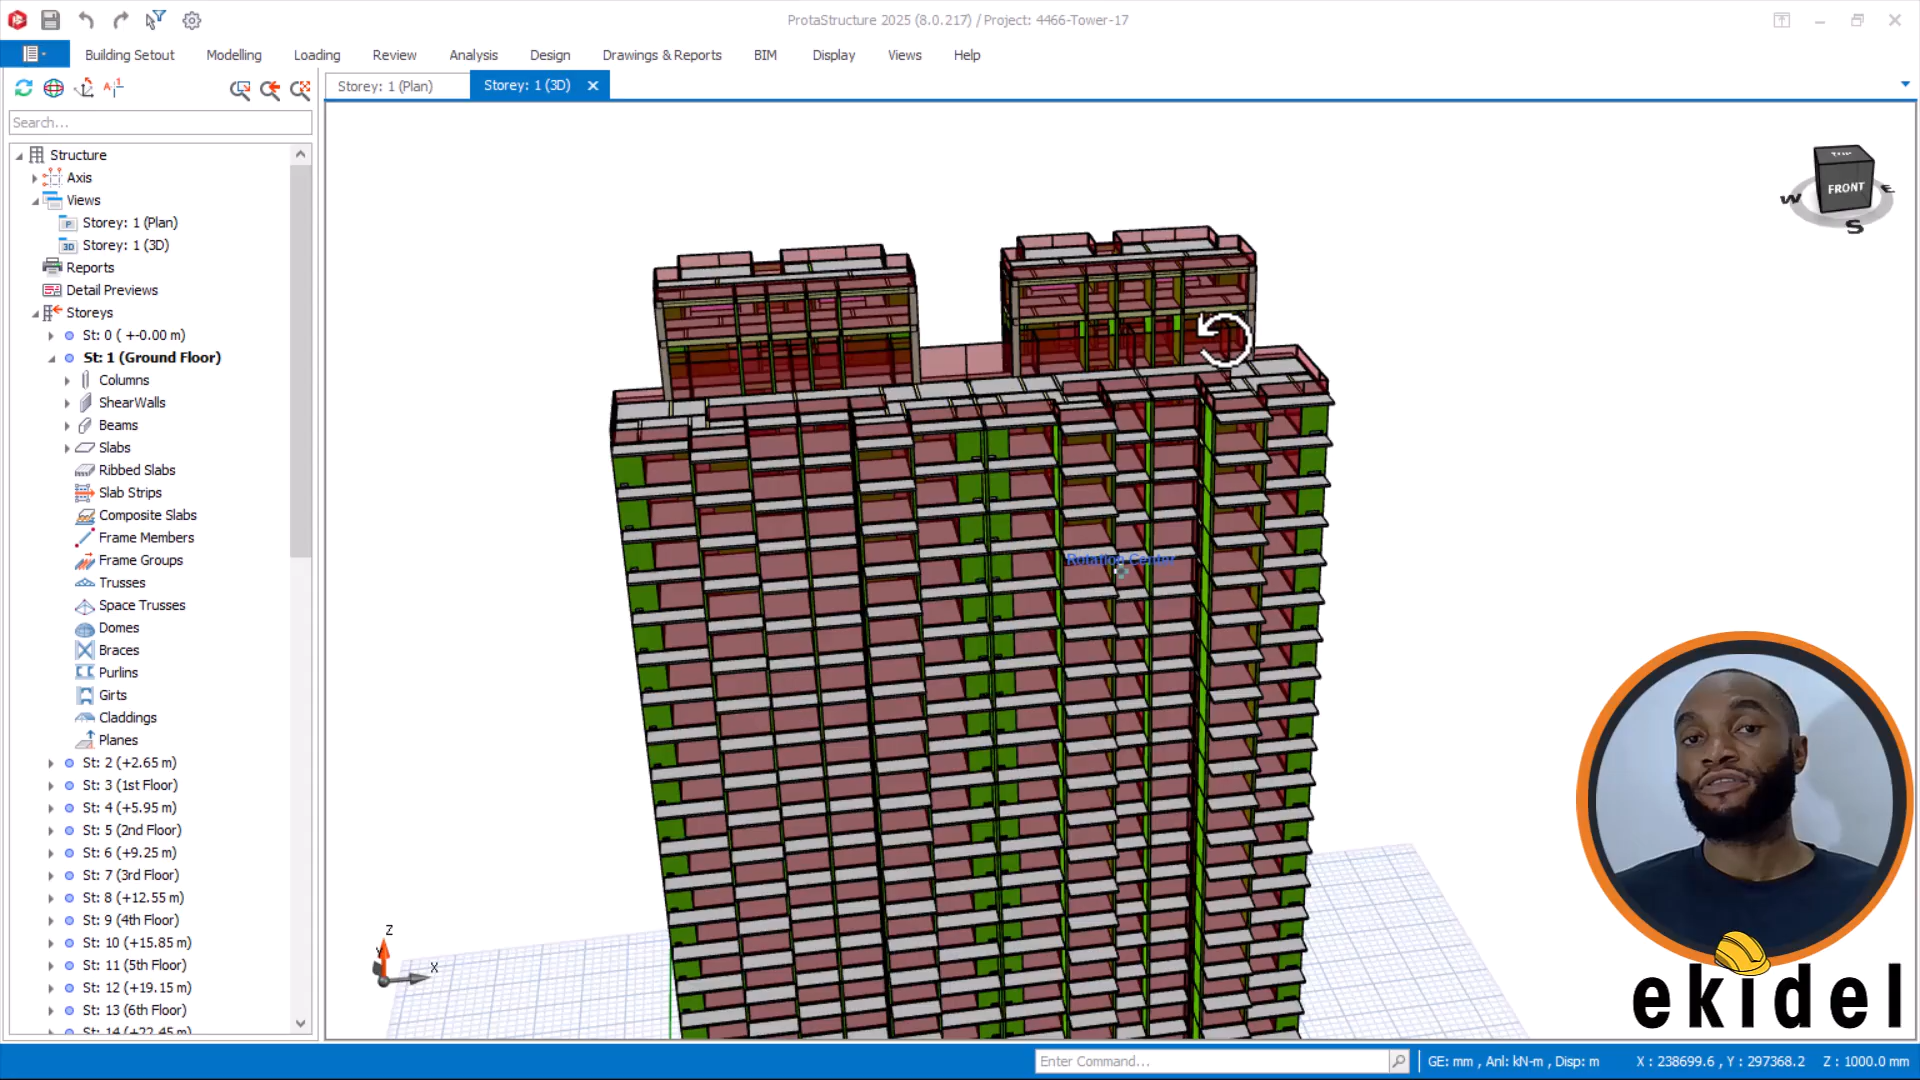 ProtaStructure 2025 (8.0.217) / Project: 4466-Tower-17
Building Setout Modelling Loading Review Analysis Design Drawings & Reports BIM Display Views Help
Storey: 1 (Plan) Storey: 1 (3D)
Search...
Structure
Axis
Views
Storey: 1 (Plan)
Storey: 1 (3D)
Reports
Detail Previews
Storeys
St: 0 ( +-0.00 m)
St: 1 (Ground Floor)
Columns
ShearWalls
Beams
Slabs
Ribbed Slabs
Slab Strips
Composite Slabs
Frame Members
Frame Groups
Trusses
Space Trusses
Domes
Braces
Purlins
Girts
Claddings
Planes
St: 2 (+2.65 m)
St: 3 (1st Floor)
St: 4 (+5.95 m)
St: 5 (2nd Floor)
St: 6 (+9.25 m)
St: 7 (3rd Floor)
St: 8 (+12.55 m)
St: 9 (4th Floor)
St: 10 (+15.85 m)
St: 11 (5th Floor)
St: 12 (+19.15 m)
St: 13 (6th Floor)
St: 14 (+22.45 m)
FRONT
W
E
S
Rotation Center
Z
X
ekidel
Enter Command...
GE: mm , Anl: kN-m , Disp: m
X : 238699.6 , Y : 297368.2
Z : 1000.0 mm